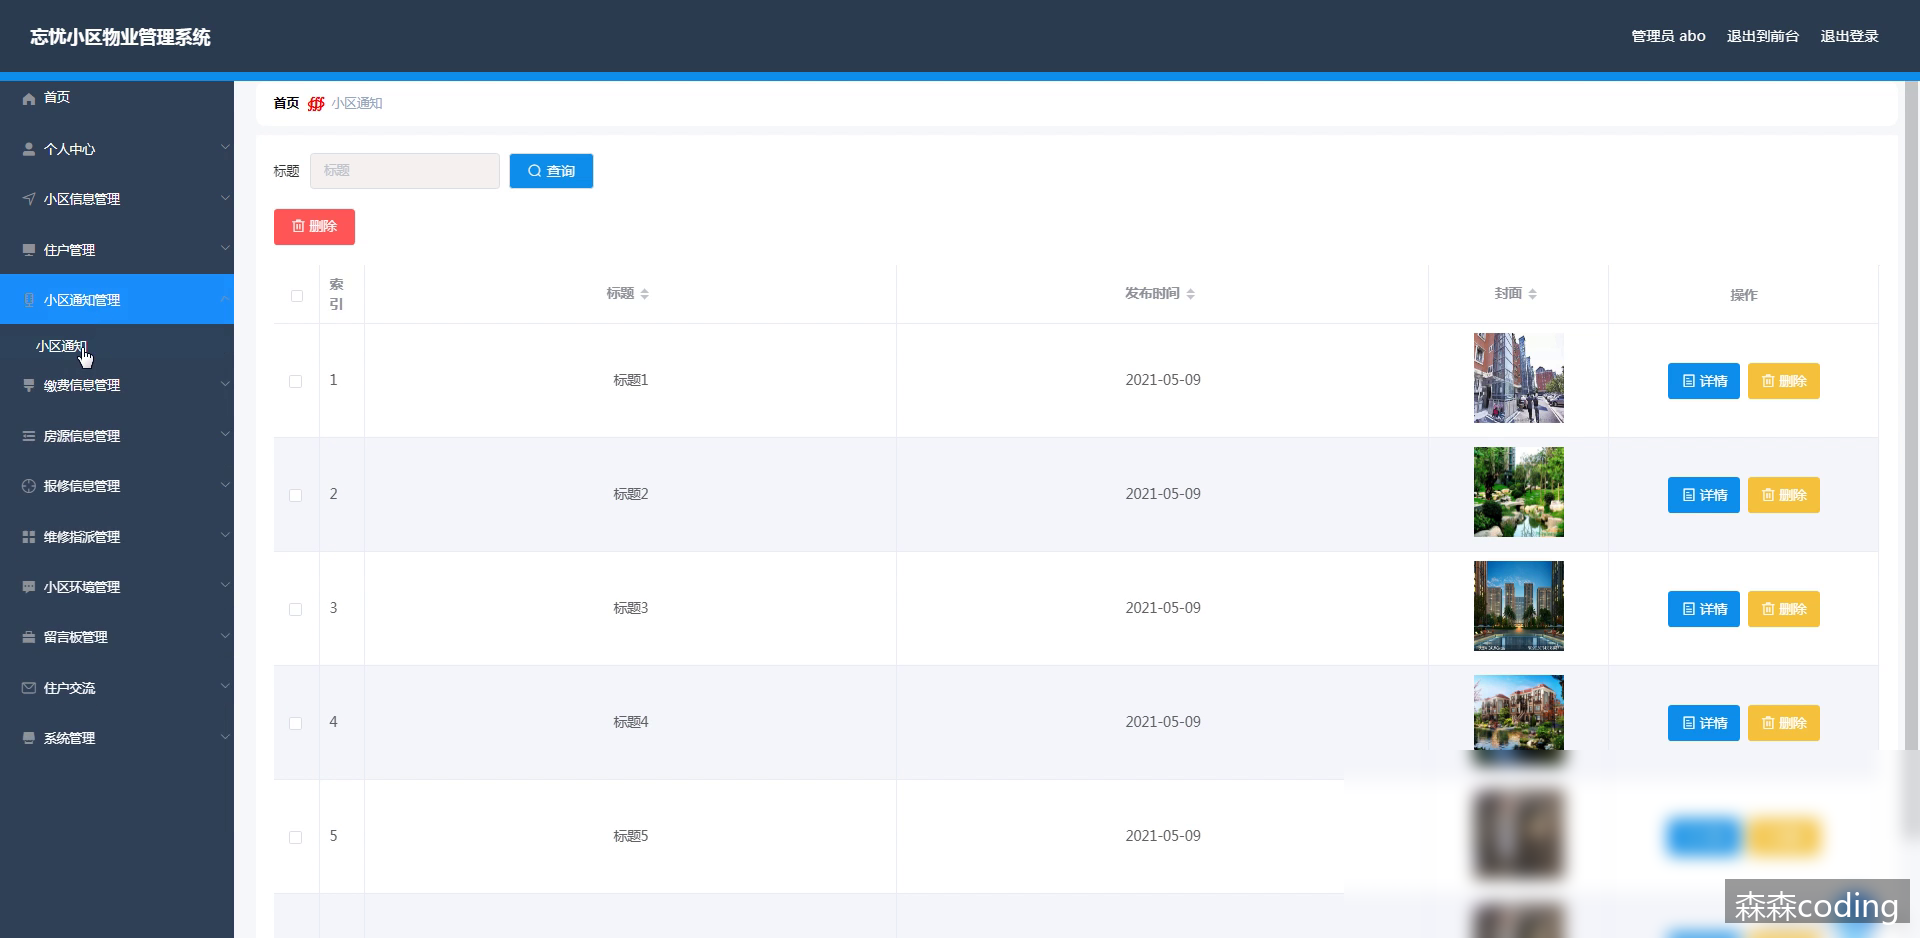 忘忧小区物业管理系统
管理员 abo 退出到前台 退出登录
首页
个人中心
小区信息管理
住户管理
小区通知管理
小区通知
缴费信息管理
房源信息管理
报修信息管理
维修指派管理
小区环境管理
留言板管理
住户交流
系统管理
首页 小区通知
标题 标题 查询
删除
索引 标题 发布时间 封面 操作
1 标题1 2021-05-09 详情 删除
2 标题2 2021-05-09 详情 删除
3 标题3 2021-05-09 详情 删除
4 标题4 2021-05-09 详情 删除
5 标题5 2021-05-09
森森coding